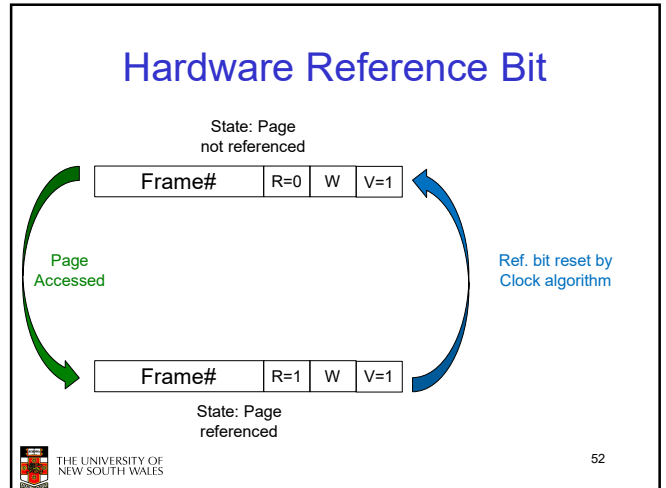 Hardware Reference Bit
State: Page
not referenced
Frame# R=0 W V=1
Page
Accessed
Ref. bit reset by
Clock algorithm
Frame# R=1 W V=1
State: Page
referenced
THE UNIVERSITY OF
NEW SOUTH WALES
52